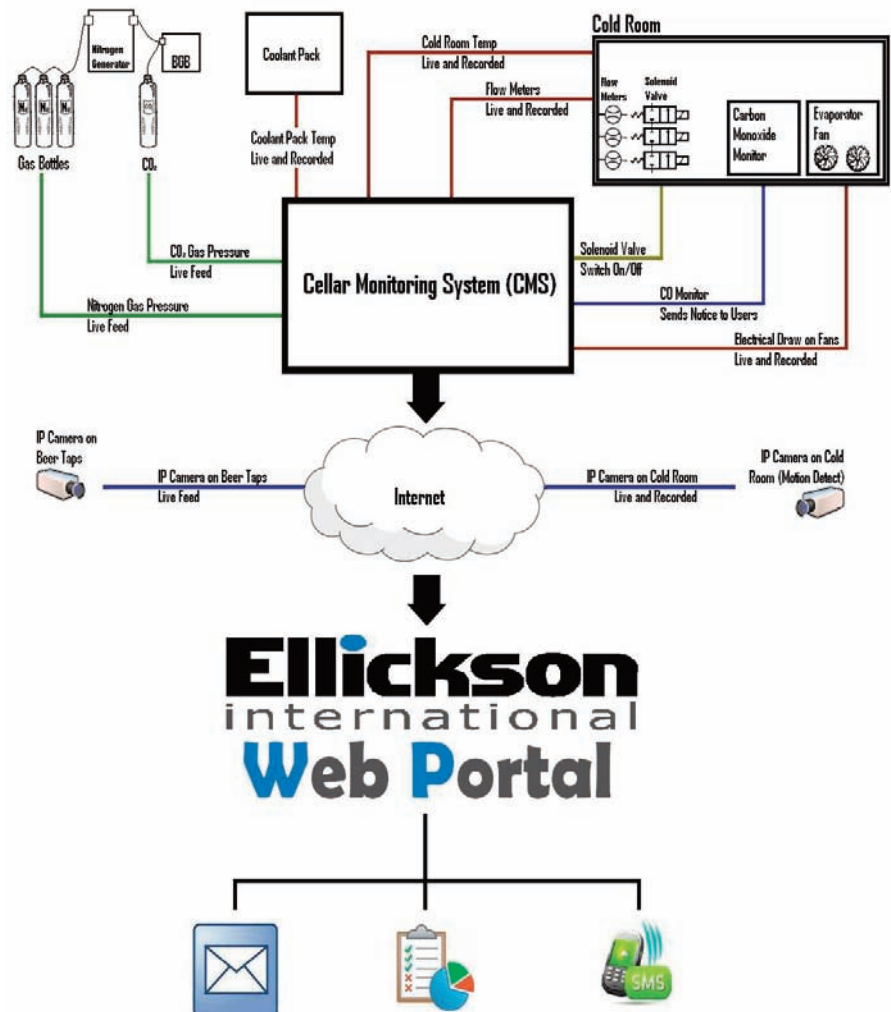 Nitrogen
Generator
BGB
N₂
N₂
N₂
CO₂
Gas Bottles
CO₂
Coolant Pack
Coolant Pack Temp
Live and Recorded
Cold Room Temp
Live and Recorded
Flow Meters
Live and Recorded
Cold Room
Flow
Meters
Solenoid
Valve
Carbon
Monoxide
Monitor
Evaporator
Fan
CO₂ Gas Pressure
Live Feed
Nitrogen Gas Pressure
Live Feed
Cellar Monitoring System (CMS)
Solenoid Valve
Switch On/Off
CO Monitor
Sends Notice to Users
Electrical Draw on Fans
Live and Recorded
IP Camera on
Beer Taps
IP Camera on Beer Taps
Live Feed
Internet
IP Camera on Cold Room
Live and Recorded
IP Camera on Cold
Room (Motion Detect)
Ellickson
international
Web Portal
SMS